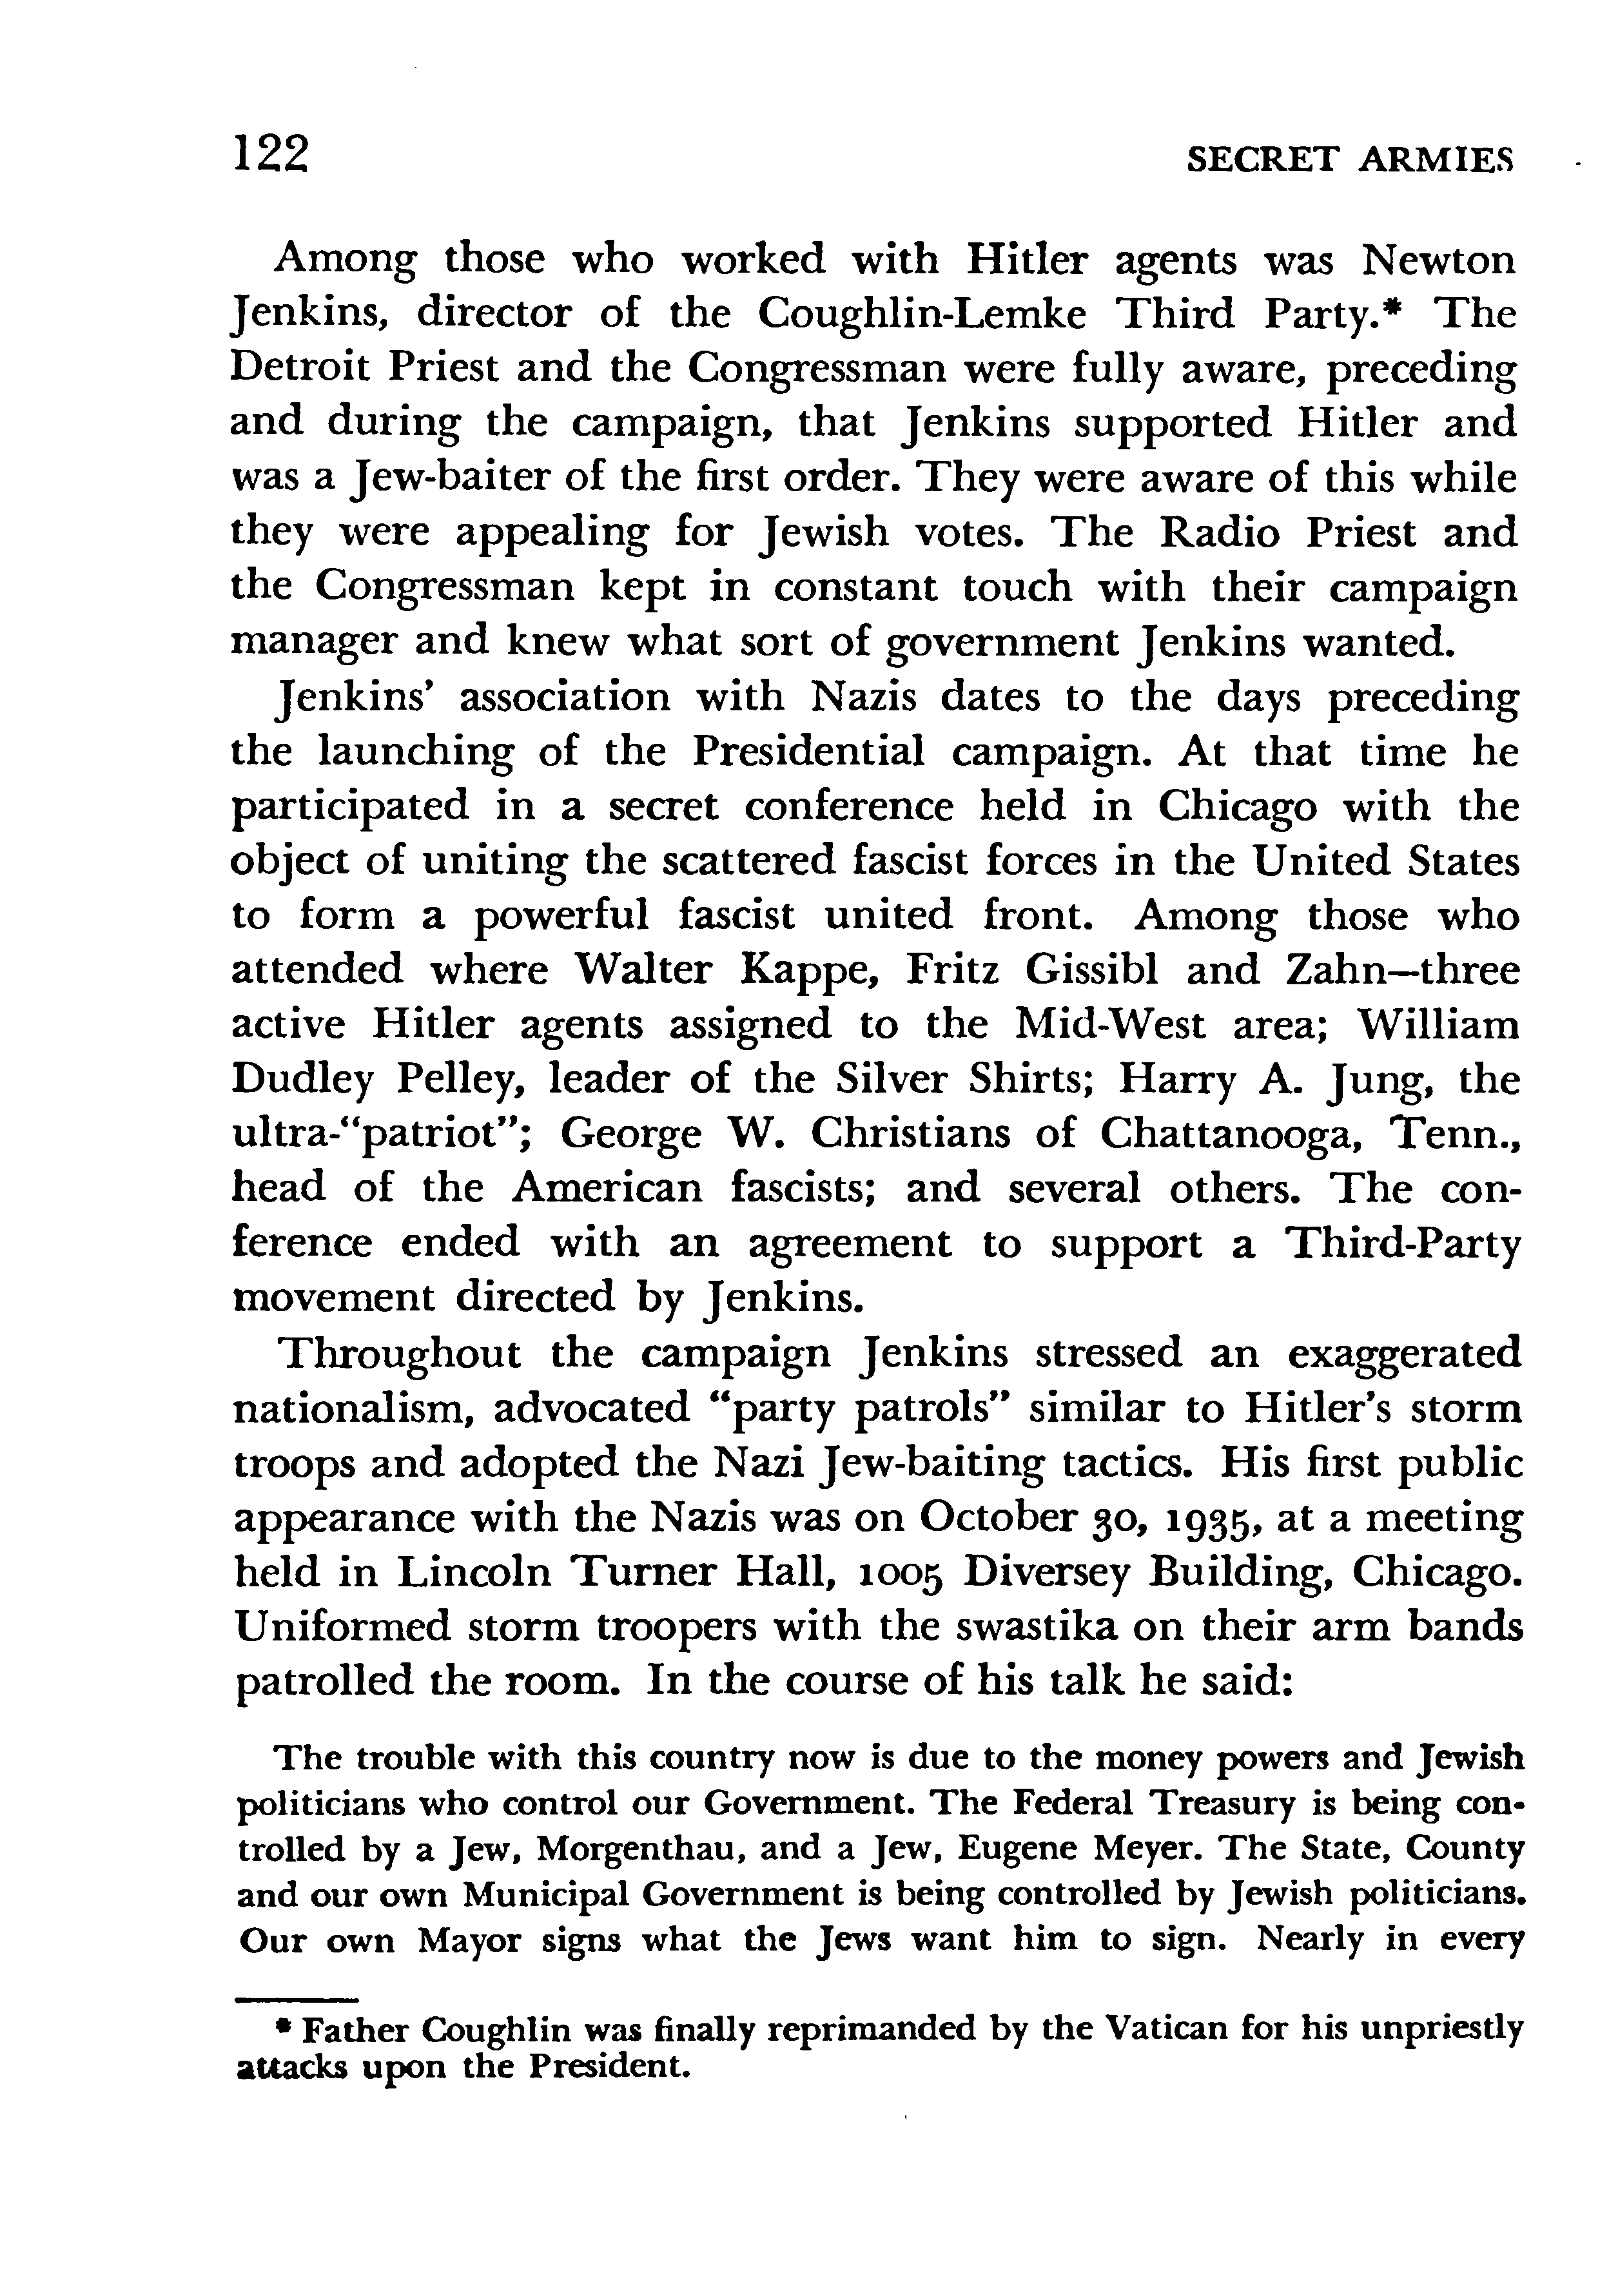 122 SECRET ARMIES
Among those who worked with Hitler agents was Newton
Jenkins, director of the Coughlin-Lemke Third Party.* The
Detroit Priest and the Congressman were fully aware, preceding
and during the campaign, that Jenkins supported Hitler and
was a Jew-baiter of the first order. They were aware of this while
they were appealing for Jewish votes. The Radio Priest and
the Congressman kept in constant touch with their campaign
manager and knew what sort of government Jenkins wanted.
Jenkins' association with Nazis dates to the days preceding
the launching of the Presidential campaign. At that time he
participated in a secret conference held in Chicago with the
object of uniting the scattered fascist forces in the United States
to form a powerful fascist united front. Among those who
attended where Walter Kappe, Fritz Gissibl and Zahn—three
active Hitler agents assigned to the Mid-West area; William
Dudley Pelley, leader of the Silver Shirts; Harry A. Jung, the
ultra-"patriot"; George W. Christians of Chattanooga, Tenn.,
head of the American fascists; and several others. The con-
ference ended with an agreement to support a Third-Party
movement directed by Jenkins.
Throughout the campaign Jenkins stressed an exaggerated
nationalism, advocated "party patrols" similar to Hitler's storm
troops and adopted the Nazi Jew-baiting tactics. His first public
appearance with the Nazis was on October 30, 1935, at a meeting
held in Lincoln Turner Hall, 1005 Diversey Building, Chicago.
Uniformed storm troopers with the swastika on their arm bands
patrolled the room. In the course of his talk he said:
The trouble with this country now is due to the money powers and Jewish
politicians who control our Government. The Federal Treasury is being con-
trolled by a Jew, Morgenthau, and a Jew, Eugene Meyer. The State, County
and our own Municipal Government is being controlled by Jewish politicians.
Our own Mayor signs what the Jews want him to sign. Nearly in every
* Father Coughlin was finally reprimanded by the Vatican for his unpriestly
attacks upon the President.